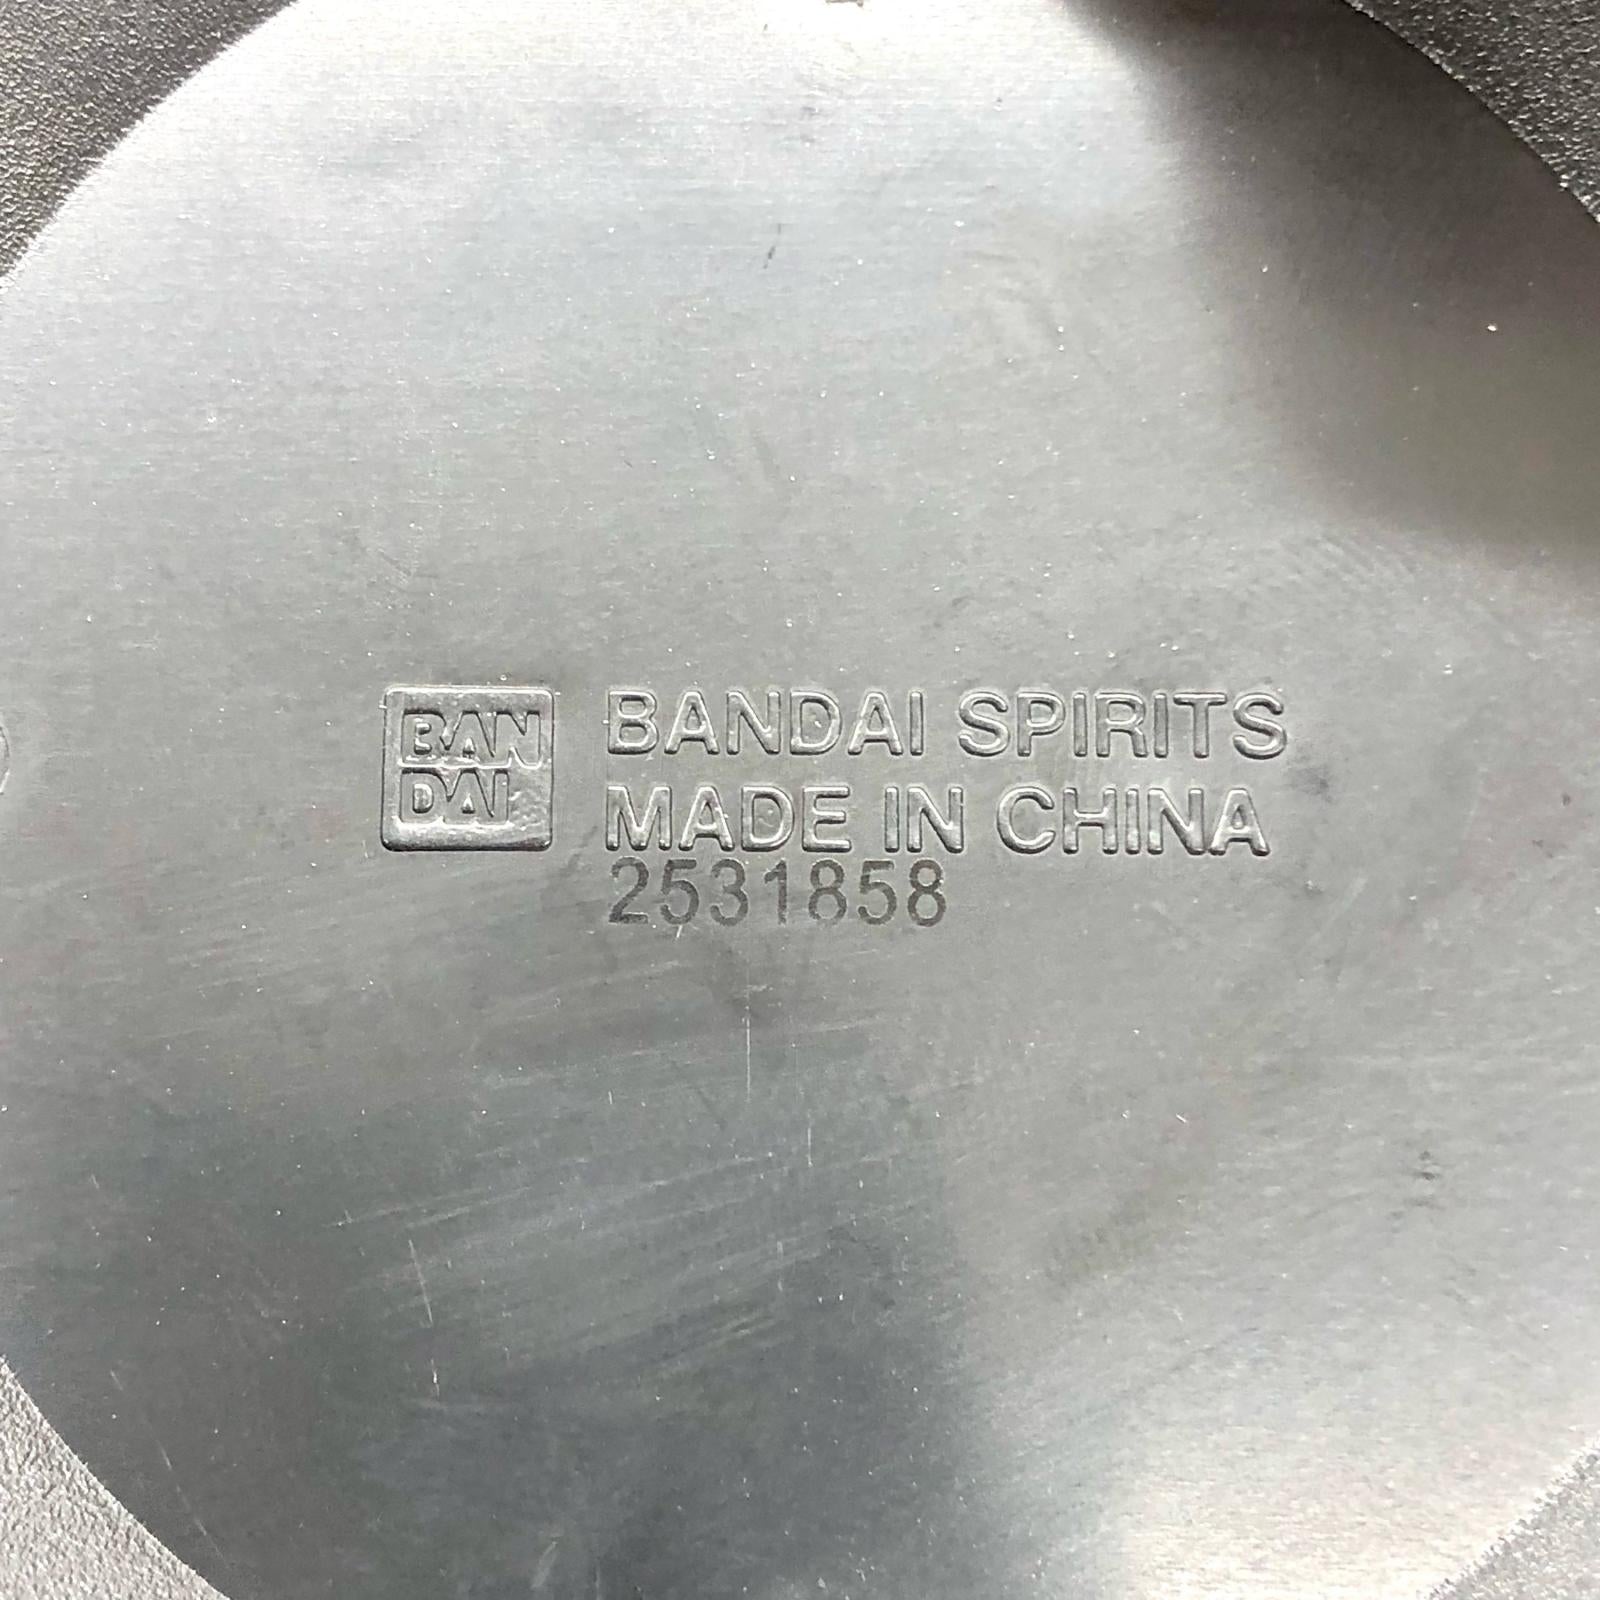 BAN
DAI
BANDAI SPIRITS
MADE IN CHINA
2531858